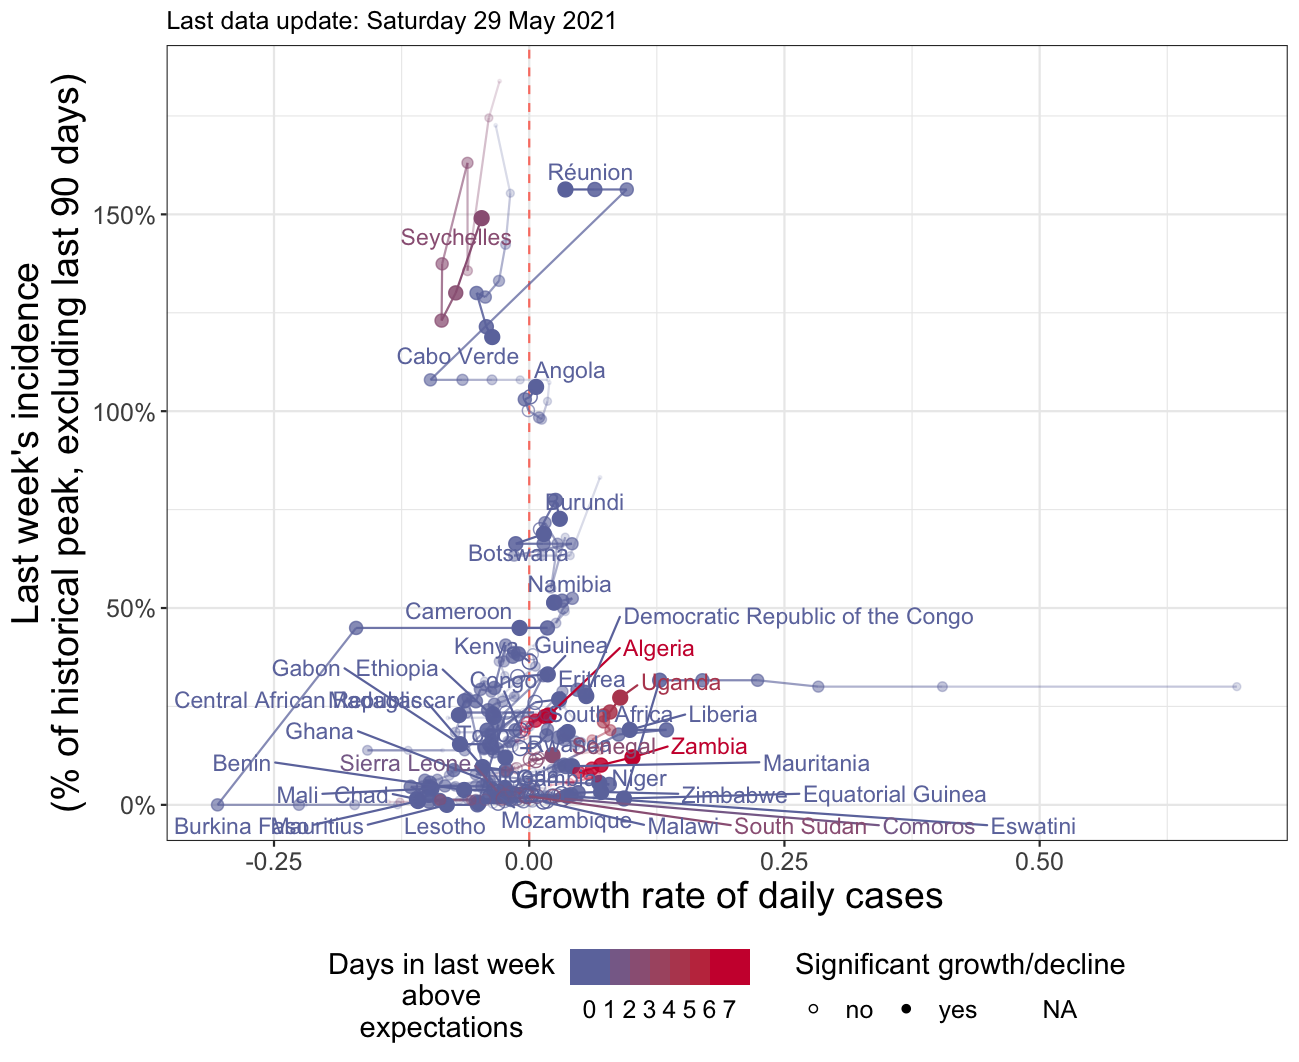 Last data update: Saturday 29 May 2021
Last week's incidence
(% of historical peak, excluding last 90 days)
150%
100%
50%
0%
Réunion
Seychelles
Cabo Verde
Angola
Burundi
Botswana
Namibia
Cameroon
Democratic Republic of the Congo
Kenya
Guinea
Algeria
Gabon
Ethiopia
Congo
Eritrea
Uganda
Central African Republic
Madagascar
South Africa
Liberia
Ghana
Rwanda
Senegal
Zambia
Benin
Sierra Leone
Mauritania
Niger
Mali
Chad
Zimbabwe
Equatorial Guinea
Burkina Faso
Mauritius
Lesotho
Mozambique
Malawi
South Sudan
Comoros
Eswatini
-0.25
0.00
0.25
0.50
Growth rate of daily cases
Days in last week
above
expectations
0 1 2 3 4 5 6 7
Significant growth/decline
no
yes
NA